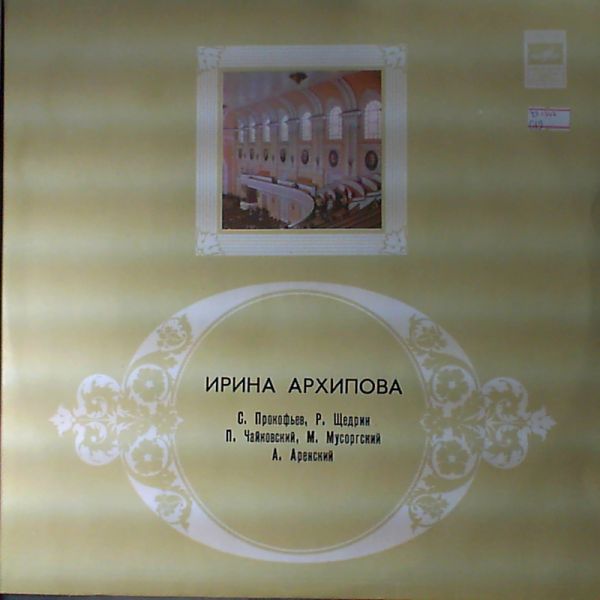 ИРИНА АРХИПОВА
С. Прокофьев, Р. Щедрин
П. Чайковский, М. Мусоргский
А. Аренский